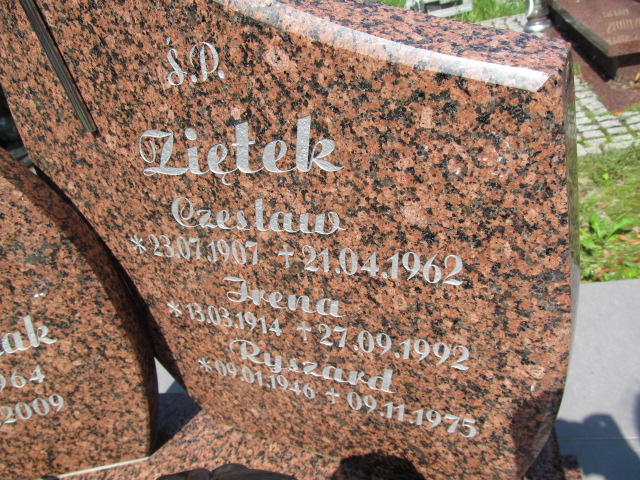 Ś.P.
Ziętek
Czesław
*23.07.1907 +21.04.1962
Irena
*13.03.1914 +27.09.1992
Ryszard
*09.01.1946 +09.11.1975
ak
1964
2009